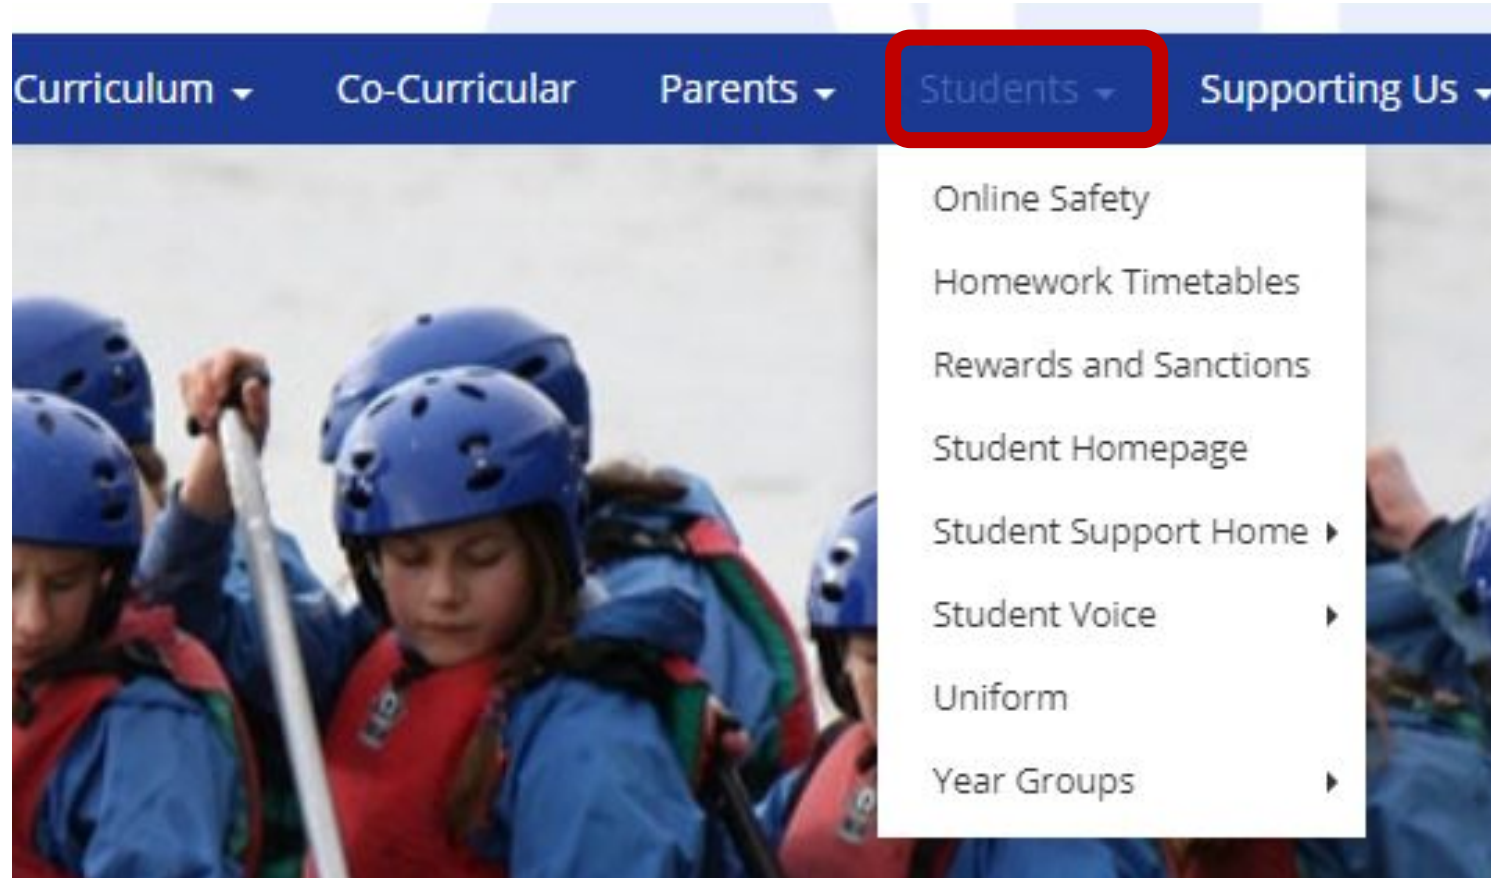 Curriculum
Co-Curricular
Parents
Students
Supporting Us
Online Safety
Homework Timetables
Rewards and Sanctions
Student Homepage
Student Support Home
Student Voice
Uniform
Year Groups